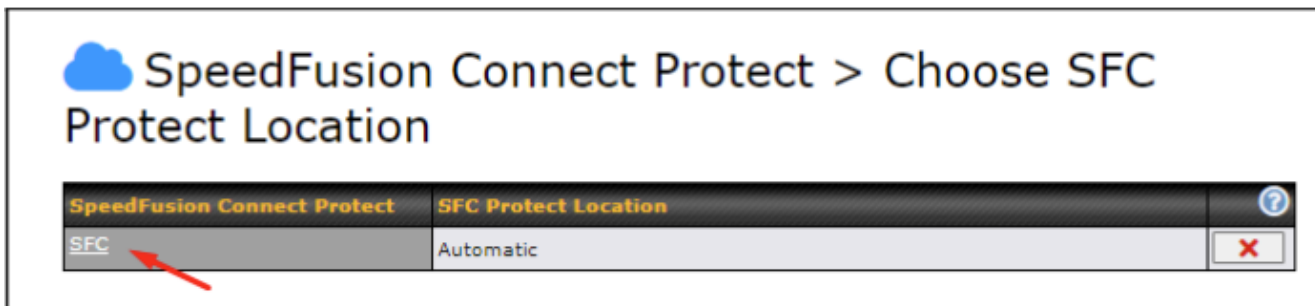 SpeedFusion Connect Protect > Choose SFC
Protect Location
SpeedFusion Connect Protect SFC Protect Location ?
SFC Automatic